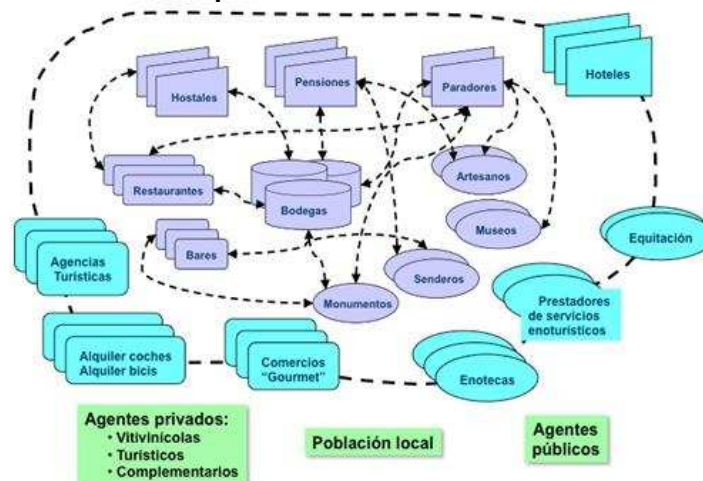 Hoteles
Pensiones
Paradores
Hostales
Artesanos
Restaurantes
Bodegas
Museos
Equitación
Bares
Agencias
Turísticas
Senderos
Monumentos
Prestadores
de servicios
enoturísticos
Alquiler coches
Alquiler bicis
Comercios
"Gourmet"
Enotecas
Agentes privados:
• Vitivinícolas
• Turísticos
• Complementarios
Población local
Agentes
públicos